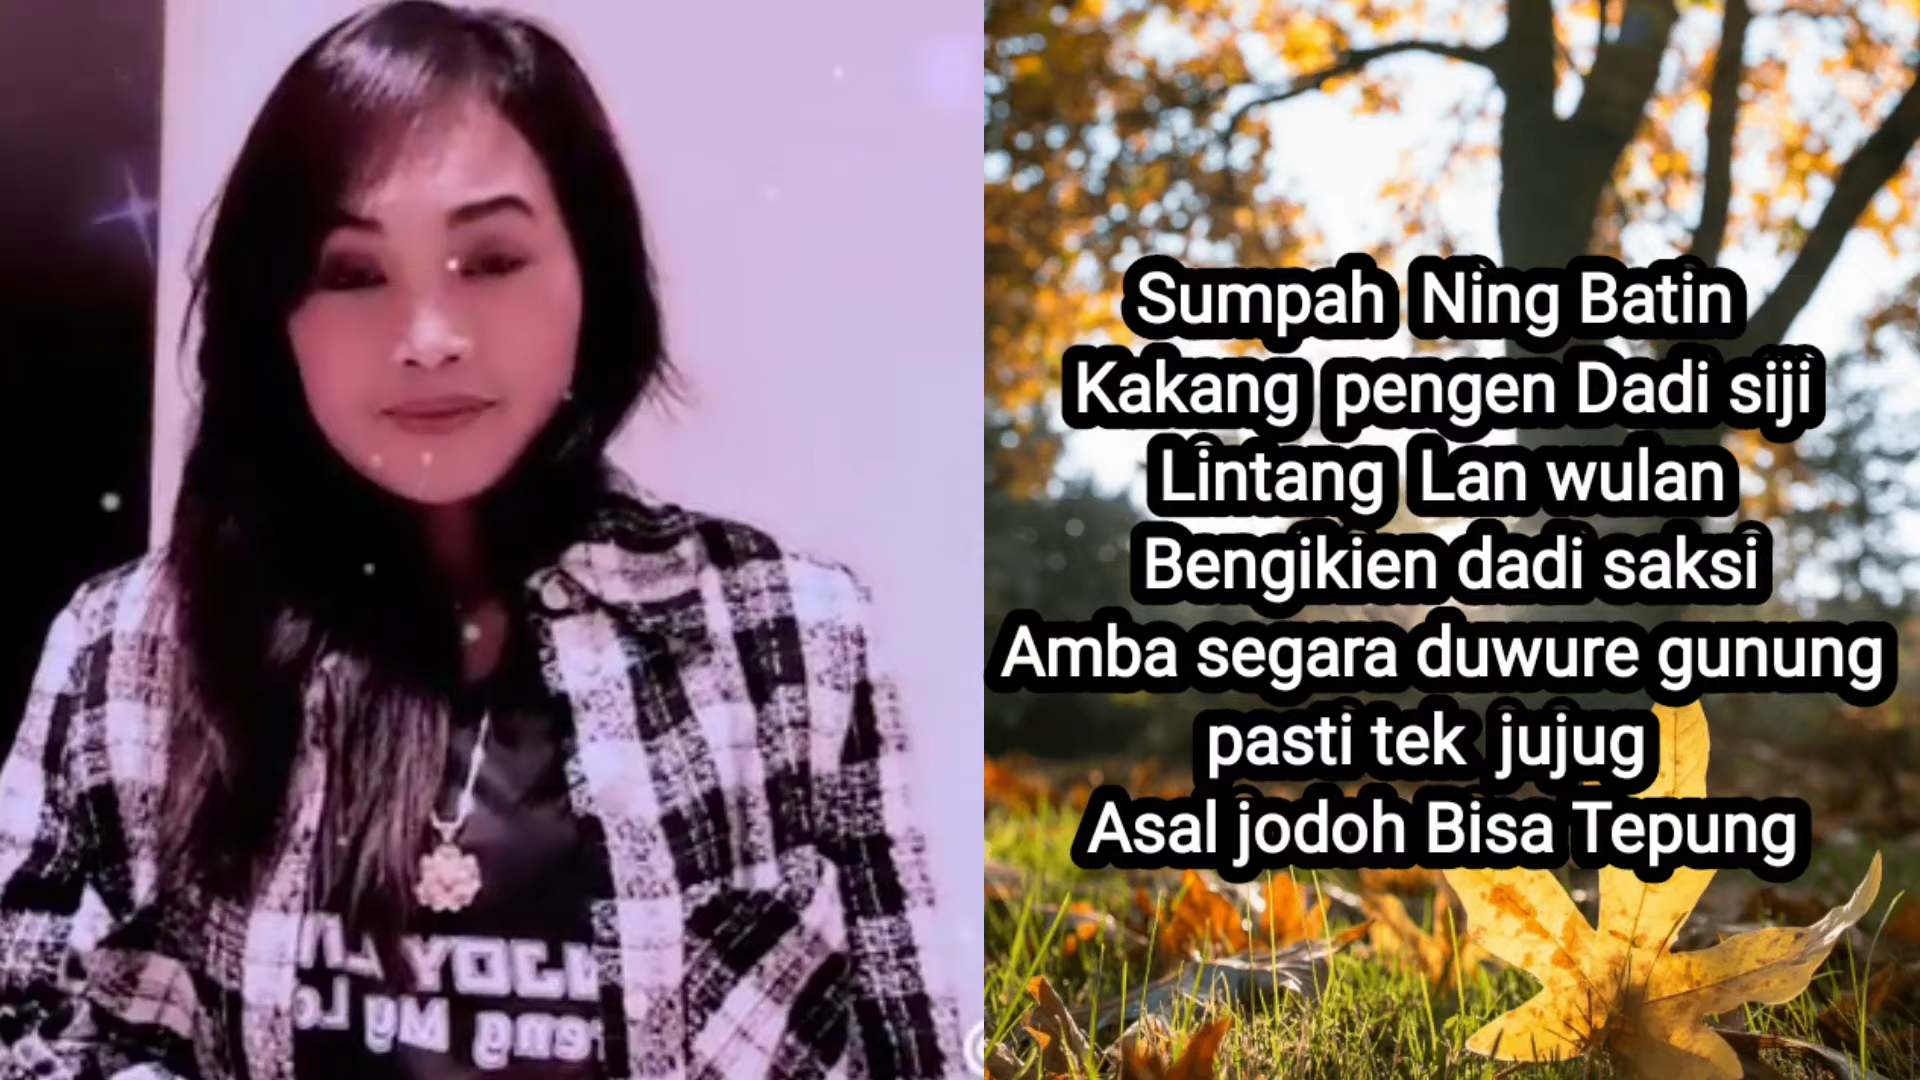 Sumpah Ning Batin
Kakang pengen Dadi siji
Lintang Lan wulan
Bengikien dadi saksi
Amba segara duwure gunung
pasti tek jujug
Asal jodoh Bisa Tepung
My